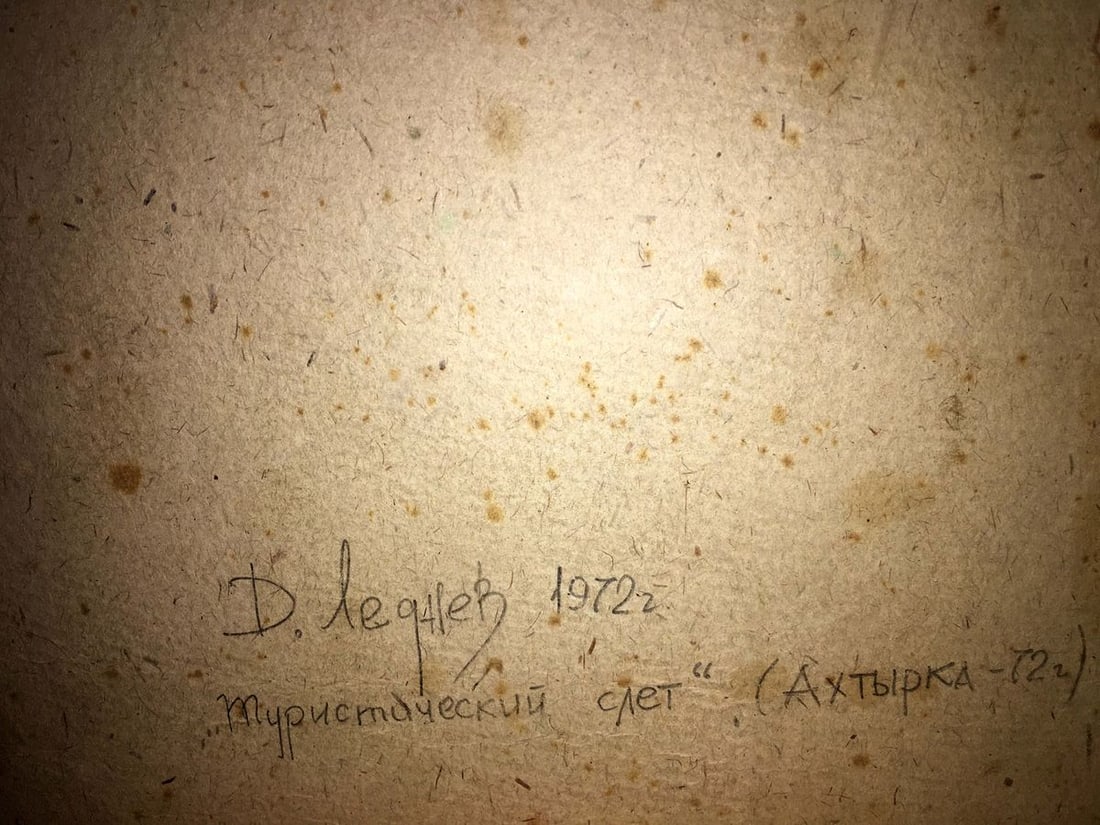 Д. Леднев 1972г
„Туристический слет“. (Ахтырка-72г)